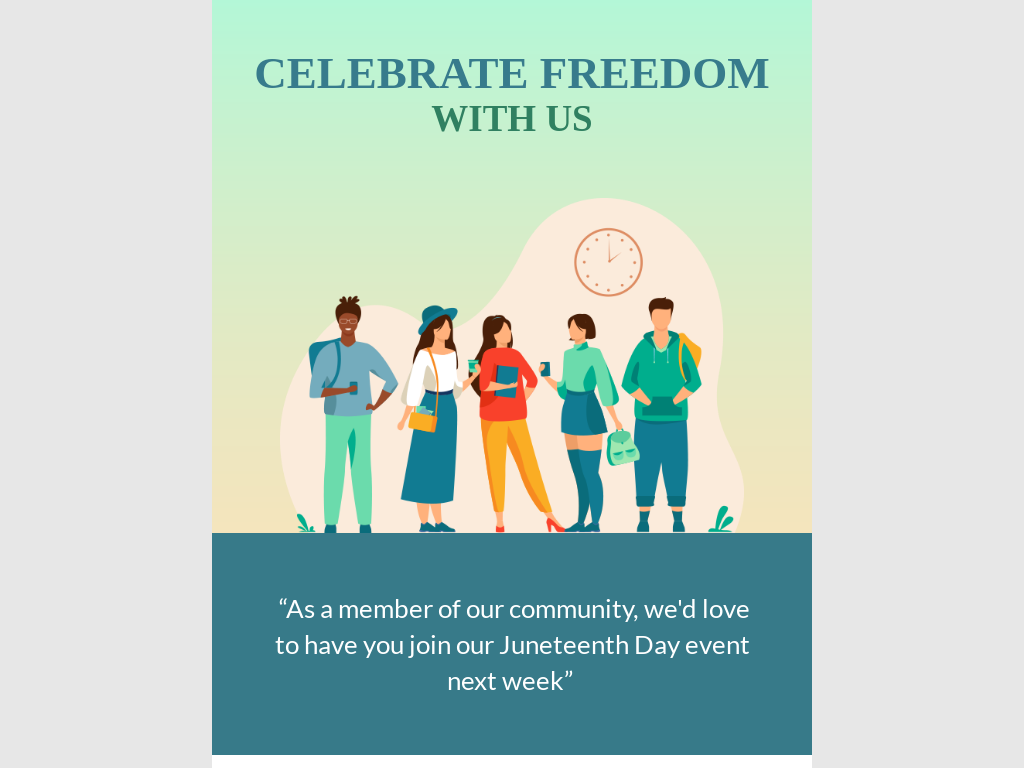 CELEBRATE FREEDOM
WITH US
“As a member of our community, we'd love
to have you join our Juneteenth Day event
next week”